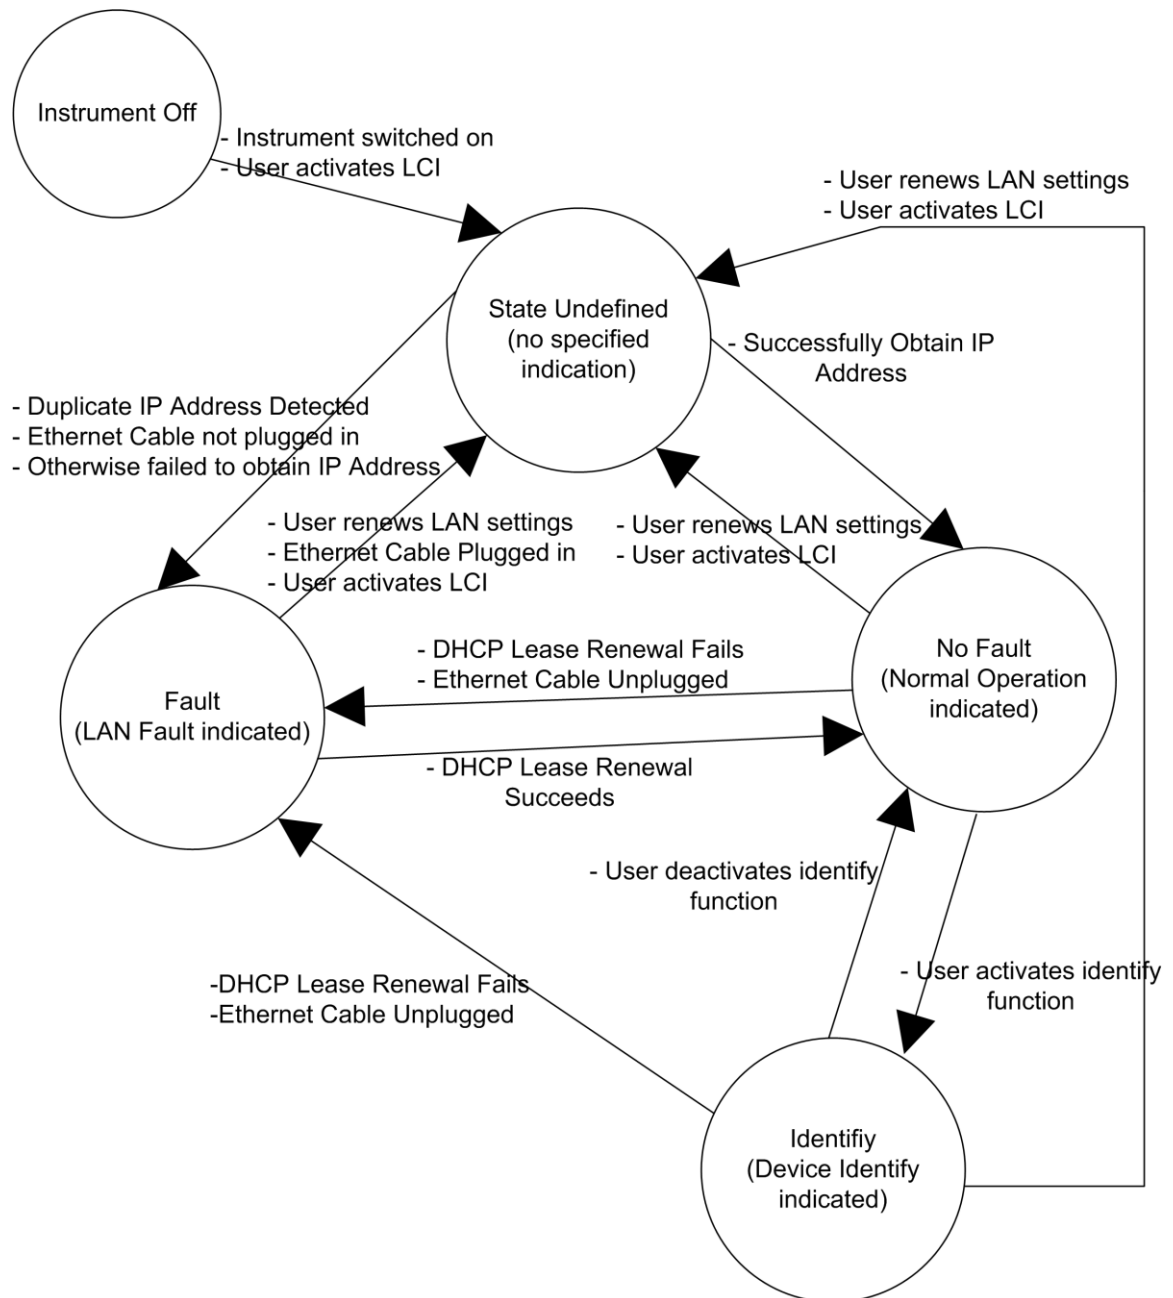 Instrument Off
- Instrument switched on
- User activates LCI
- User renews LAN settings
- User activates LCI
State Undefined
(no specified
indication)
- Successfully Obtain IP
Address
- Duplicate IP Address Detected
- Ethernet Cable not plugged in
- Otherwise failed to obtain IP Address
- User renews LAN settings
- Ethernet Cable Plugged in
- User activates LCI
- User renews LAN settings
- User activates LCI
- DHCP Lease Renewal Fails
- Ethernet Cable Unplugged
No Fault
(Normal Operation
indicated)
Fault
(LAN Fault indicated)
- DHCP Lease Renewal
Succeeds
- User deactivates identify
function
- User activates identify
function
-DHCP Lease Renewal Fails
-Ethernet Cable Unplugged
Identifiy
(Device Identify
indicated)